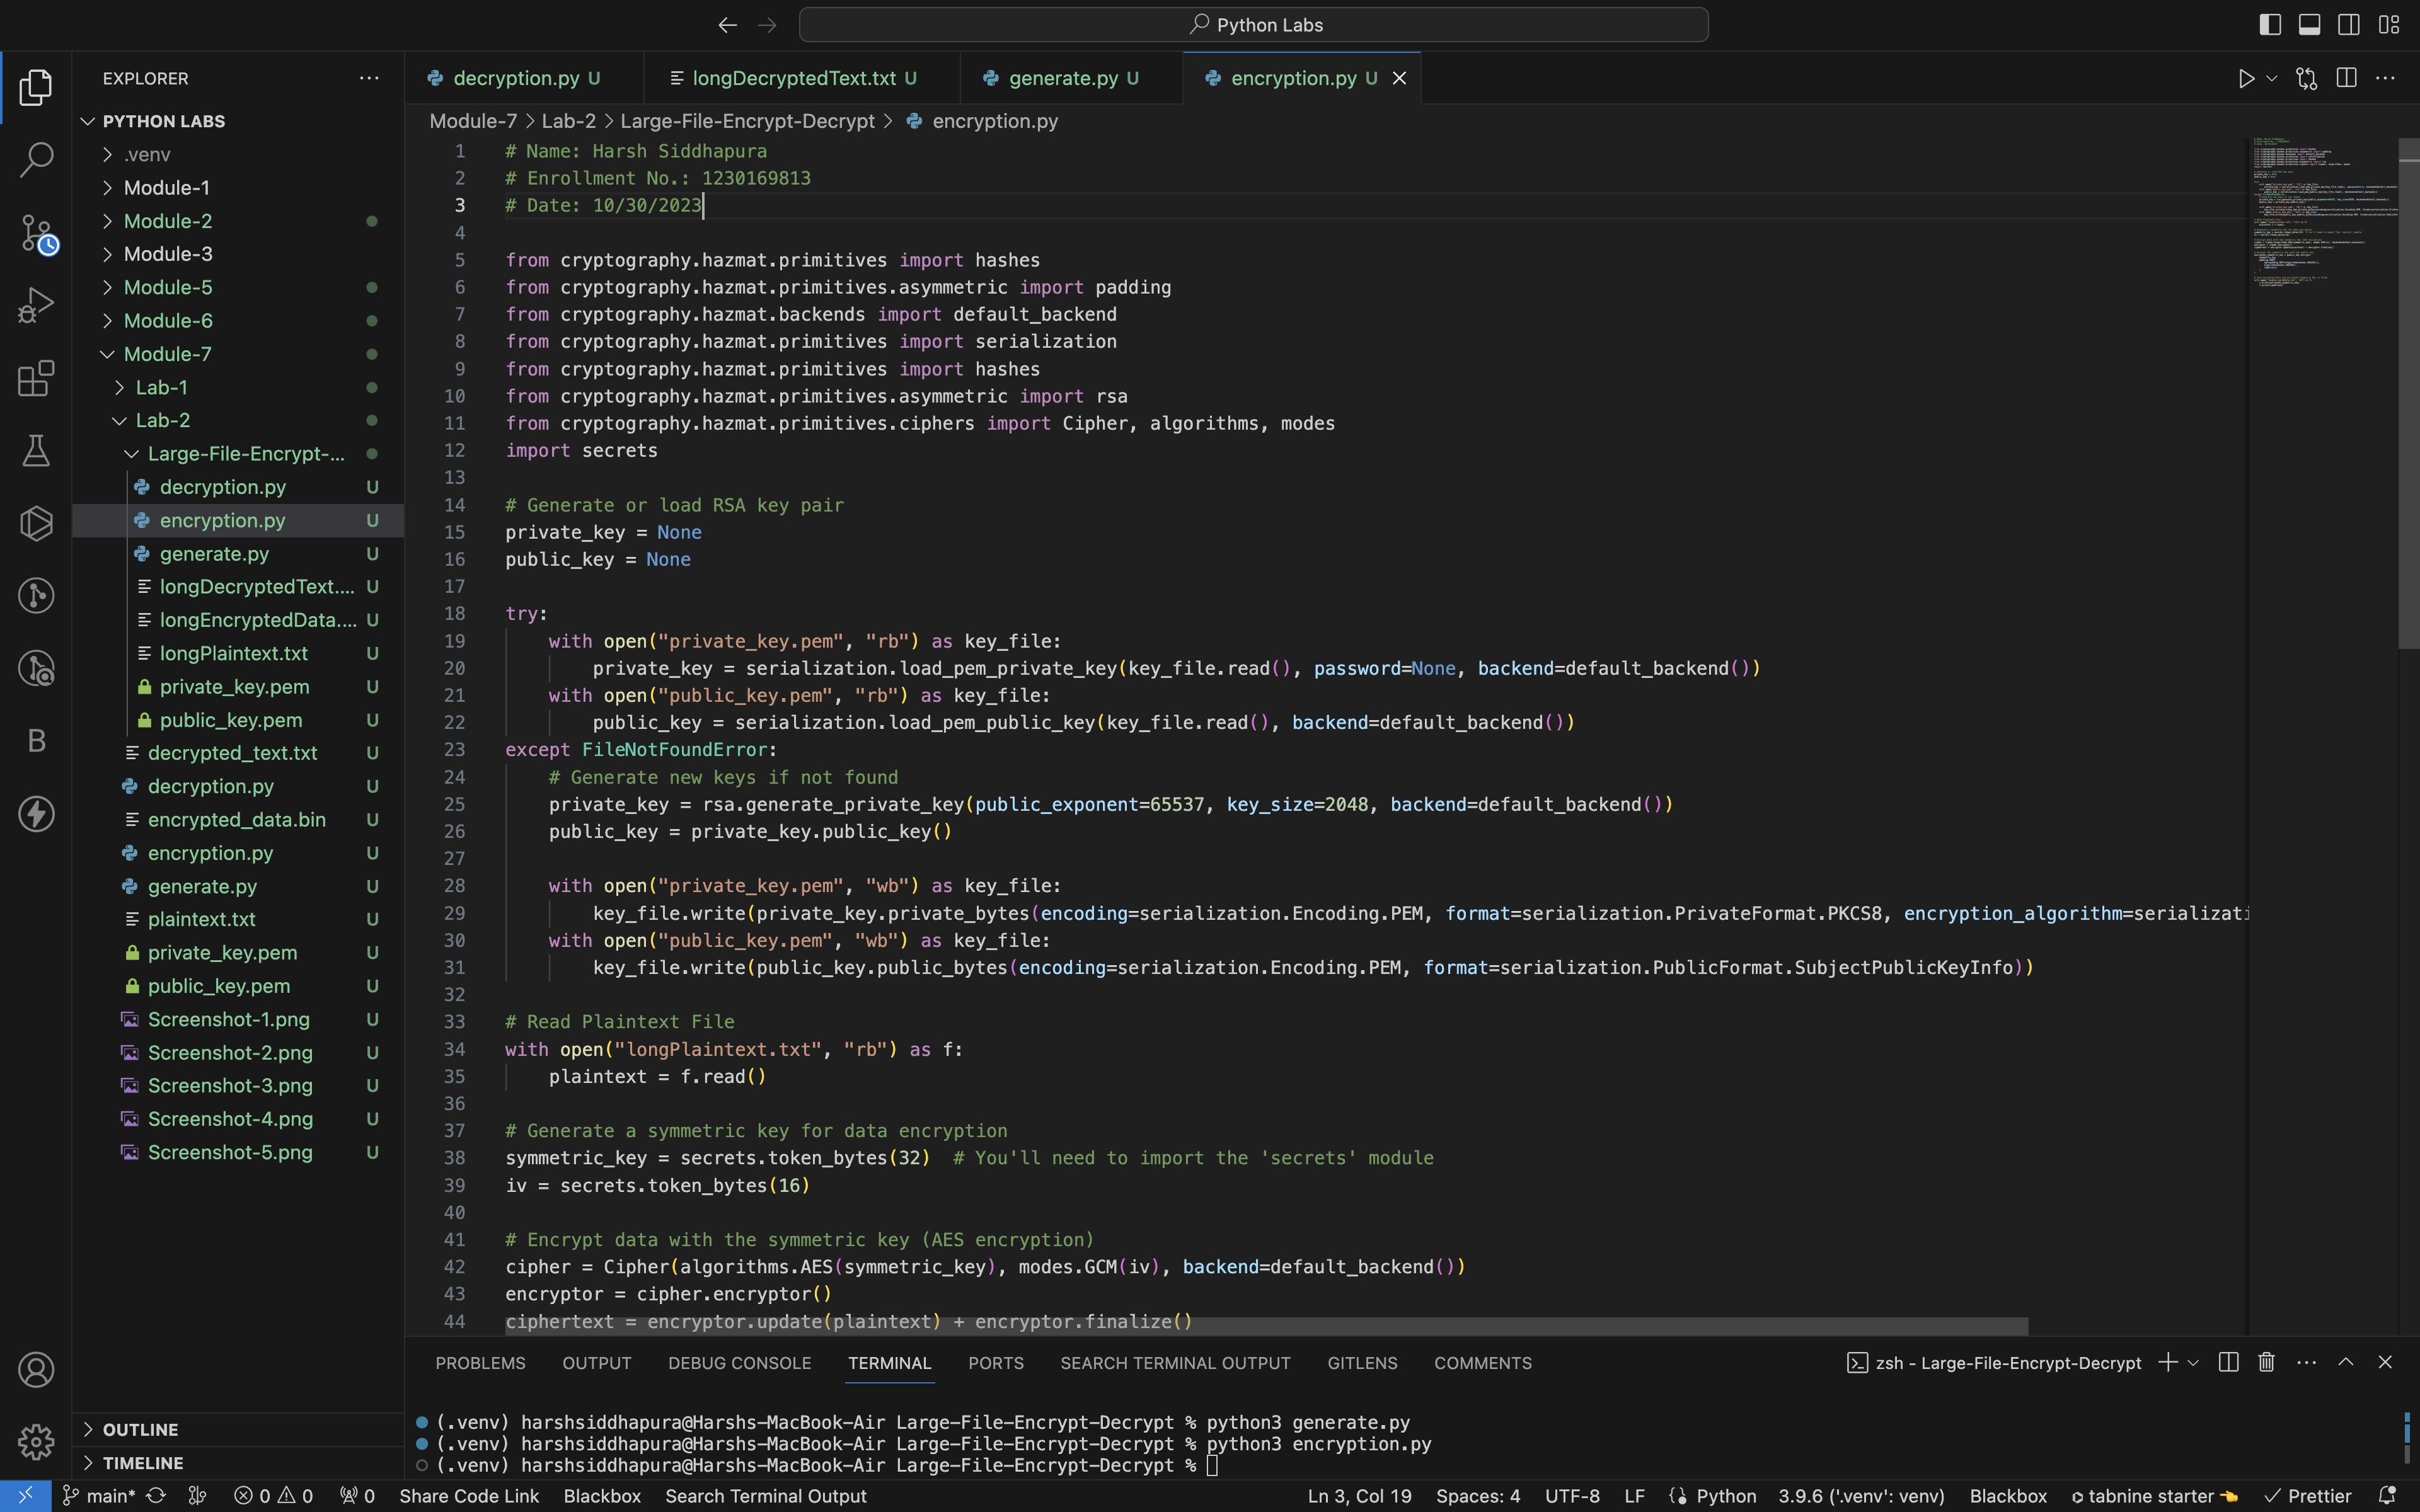 Python Labs
EXPLORER
PYTHON LABS
.venv
Module-1
Module-2
Module-3
Module-5
Module-6
Module-7
Lab-1
Lab-2
Large-File-Encrypt-...
decryption.py U
encryption.py U
generate.py U
longDecryptedText.... U
longEncryptedData.... U
longPlaintext.txt U
private_key.pem U
public_key.pem U
decrypted_text.txt U
decryption.py U
encrypted_data.bin U
encryption.py U
generate.py U
plaintext.txt U
private_key.pem U
public_key.pem U
Screenshot-1.png U
Screenshot-2.png U
Screenshot-3.png U
Screenshot-4.png U
Screenshot-5.png U
OUTLINE
TIMELINE
decryption.py U longDecryptedText.txt U generate.py U encryption.py U
Module-7 > Lab-2 > Large-File-Encrypt-Decrypt > encryption.py
1 # Name: Harsh Siddhapura
2 # Enrollment No.: 1230169813
3 # Date: 10/30/2023
4
5 from cryptography.hazmat.primitives import hashes
6 from cryptography.hazmat.primitives.asymmetric import padding
7 from cryptography.hazmat.backends import default_backend
8 from cryptography.hazmat.primitives import serialization
9 from cryptography.hazmat.primitives import hashes
10 from cryptography.hazmat.primitives.asymmetric import rsa
11 from cryptography.hazmat.primitives.ciphers import Cipher, algorithms, modes
12 import secrets
13
14 # Generate or load RSA key pair
15 private_key = None
16 public_key = None
17
18 try:
19 with open("private_key.pem", "rb") as key_file:
20 private_key = serialization.load_pem_private_key(key_file.read(), password=None, backend=default_backend())
21 with open("public_key.pem", "rb") as key_file:
22 public_key = serialization.load_pem_public_key(key_file.read(), backend=default_backend())
23 except FileNotFoundError:
24 # Generate new keys if not found
25 private_key = rsa.generate_private_key(public_exponent=65537, key_size=2048, backend=default_backend())
26 public_key = private_key.public_key()
27
28 with open("private_key.pem", "wb") as key_file:
29 key_file.write(private_key.private_bytes(encoding=serialization.Encoding.PEM, format=serialization.PrivateFormat.PKCS8, encryption_algorithm=serializati
30 with open("public_key.pem", "wb") as key_file:
31 key_file.write(public_key.public_bytes(encoding=serialization.Encoding.PEM, format=serialization.PublicFormat.SubjectPublicKeyInfo))
32
33 # Read Plaintext File
34 with open("longPlaintext.txt", "rb") as f:
35 plaintext = f.read()
36
37 # Generate a symmetric key for data encryption
38 symmetric_key = secrets.token_bytes(32) # You'll need to import the 'secrets' module
39 iv = secrets.token_bytes(16)
40
41 # Encrypt data with the symmetric key (AES encryption)
42 cipher = Cipher(algorithms.AES(symmetric_key), modes.GCM(iv), backend=default_backend())
43 encryptor = cipher.encryptor()
44 ciphertext = encryptor.update(plaintext) + encryptor.finalize()
PROBLEMS OUTPUT DEBUG CONSOLE TERMINAL PORTS SEARCH TERMINAL OUTPUT GITLENS COMMENTS zsh - Large-File-Encrypt-Decrypt
(.venv) harshsiddhapura@Harshs-MacBook-Air Large-File-Encrypt-Decrypt % python3 generate.py
(.venv) harshsiddhapura@Harshs-MacBook-Air Large-File-Encrypt-Decrypt % python3 encryption.py
(.venv) harshsiddhapura@Harshs-MacBook-Air Large-File-Encrypt-Decrypt %
main* 0 0 0 Share Code Link Blackbox Search Terminal Output Ln 3, Col 19 Spaces: 4 UTF-8 LF Python 3.9.6 ('.venv': venv) Blackbox tabnine starter Prettier